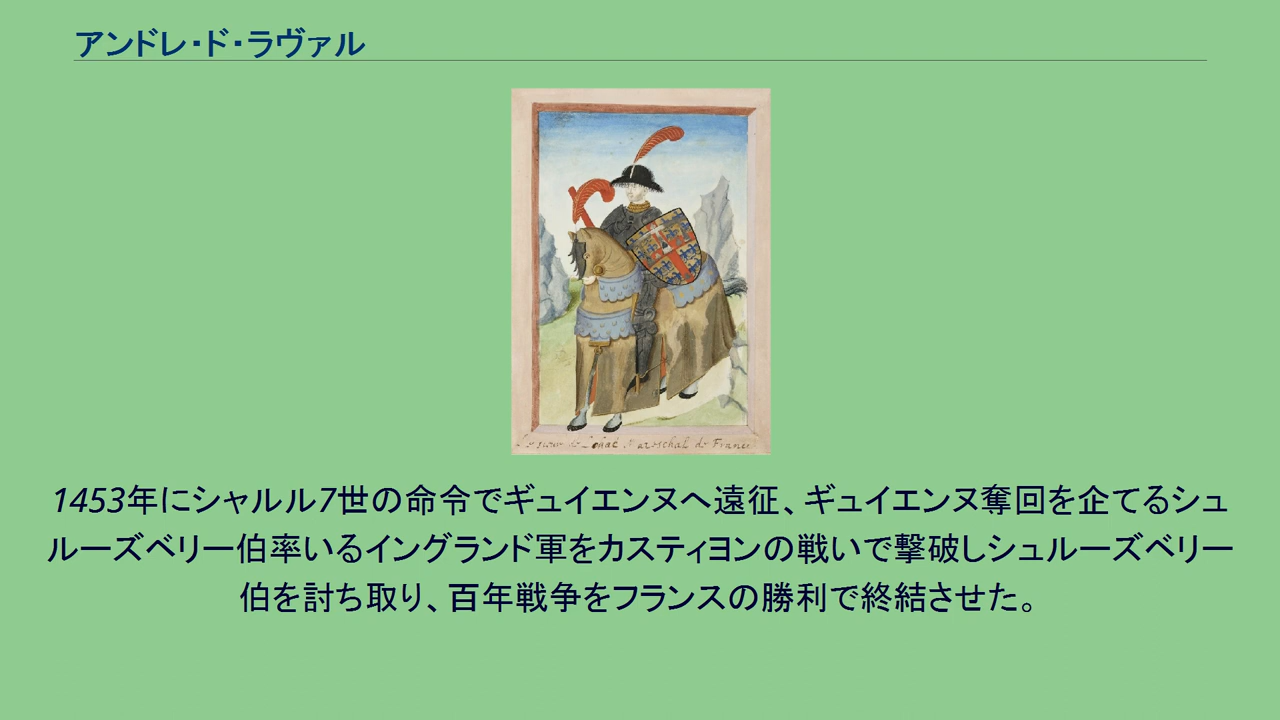 アンドレ・ド・ラヴァル
de Lohac Mareschal de France
1453年にシャルル7世の命令でギュイエンヌへ遠征、ギュイエンヌ奪回を企てるシュ
ルーズベリー伯率いるイングランド軍をカスティヨンの戦いで撃破しシュルーズベリー
伯を討ち取り、百年戦争をフランスの勝利で終結させた。